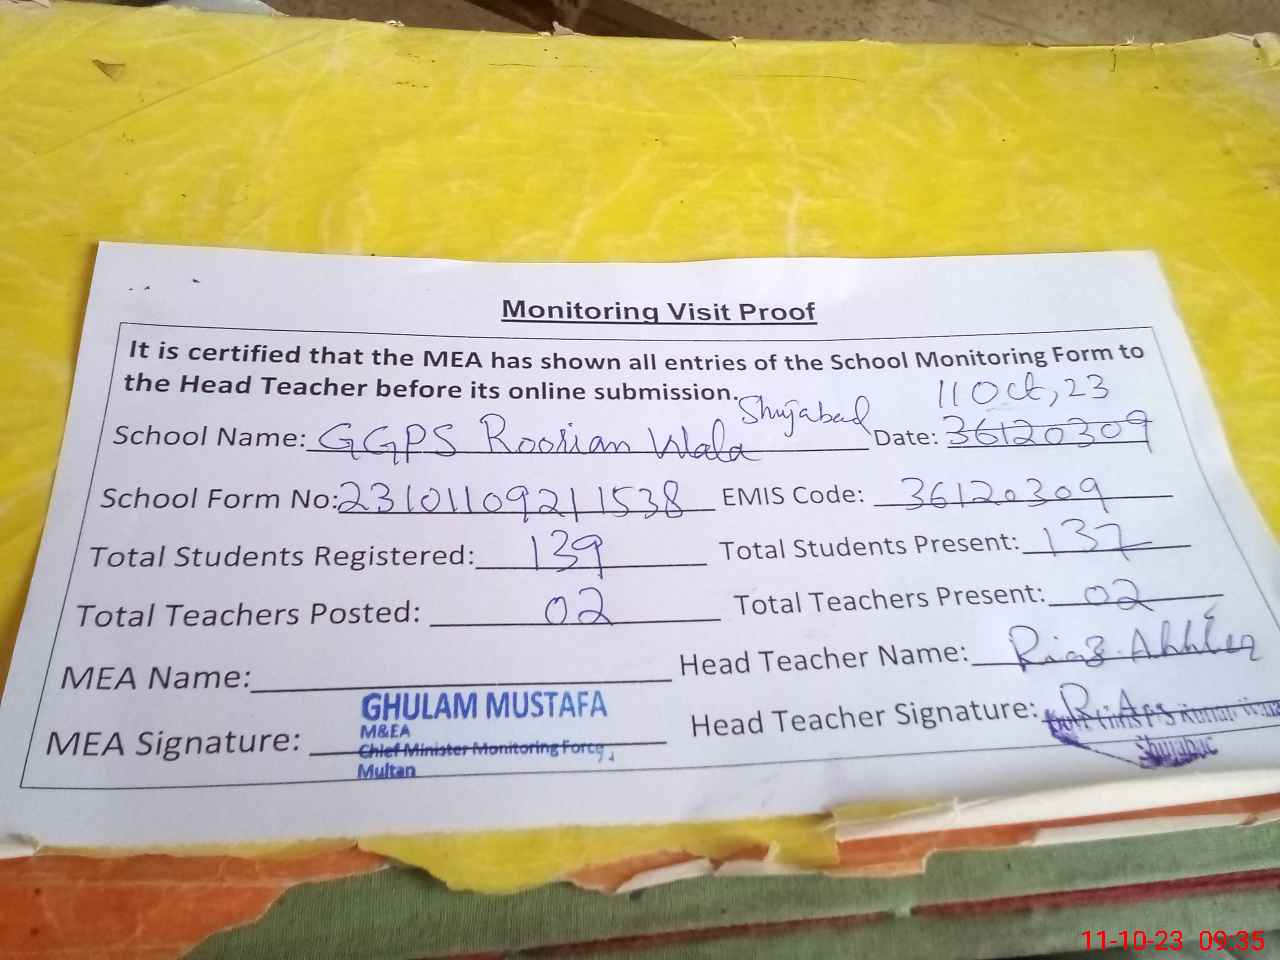 Monitoring Visit Proof
It is certified that the MEA has shown all entries of the School Monitoring Form to
the Head Teacher before its online submission.
11 Oct, 23
School Name: GGPS Roorian Wala Shujabad Date: 36120309
School Form No: 23101109211538 EMIS Code: 36120309
Total Students Registered: 139 Total Students Present: 137
Total Teachers Posted: 02 Total Teachers Present: 02
MEA Name: Head Teacher Name: Riaz Akhter
GHULAM MUSTAFA
M&EA
MEA Signature: Chief Minister Monitoring Force, Head Teacher Signature: R. A
Multan
11-10-23 09:35